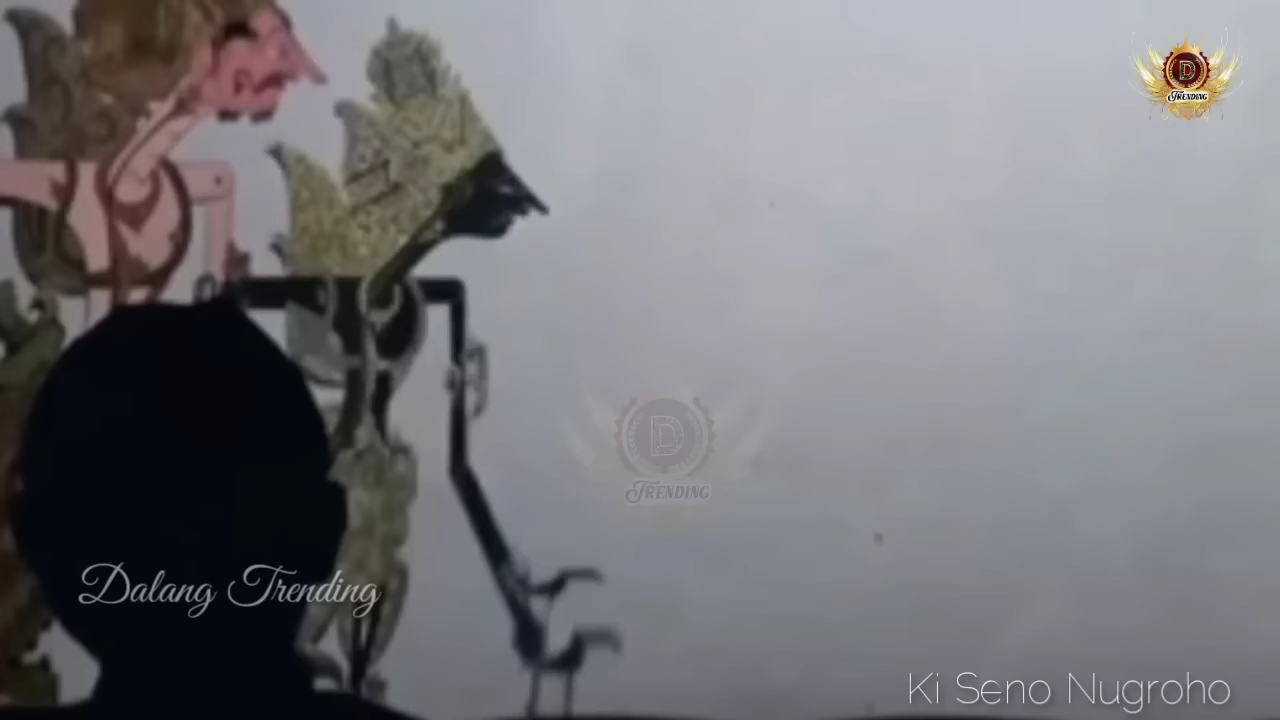 D
TRENDING
D
TRENDING
Dalang Trending
Ki Seno Nugroho